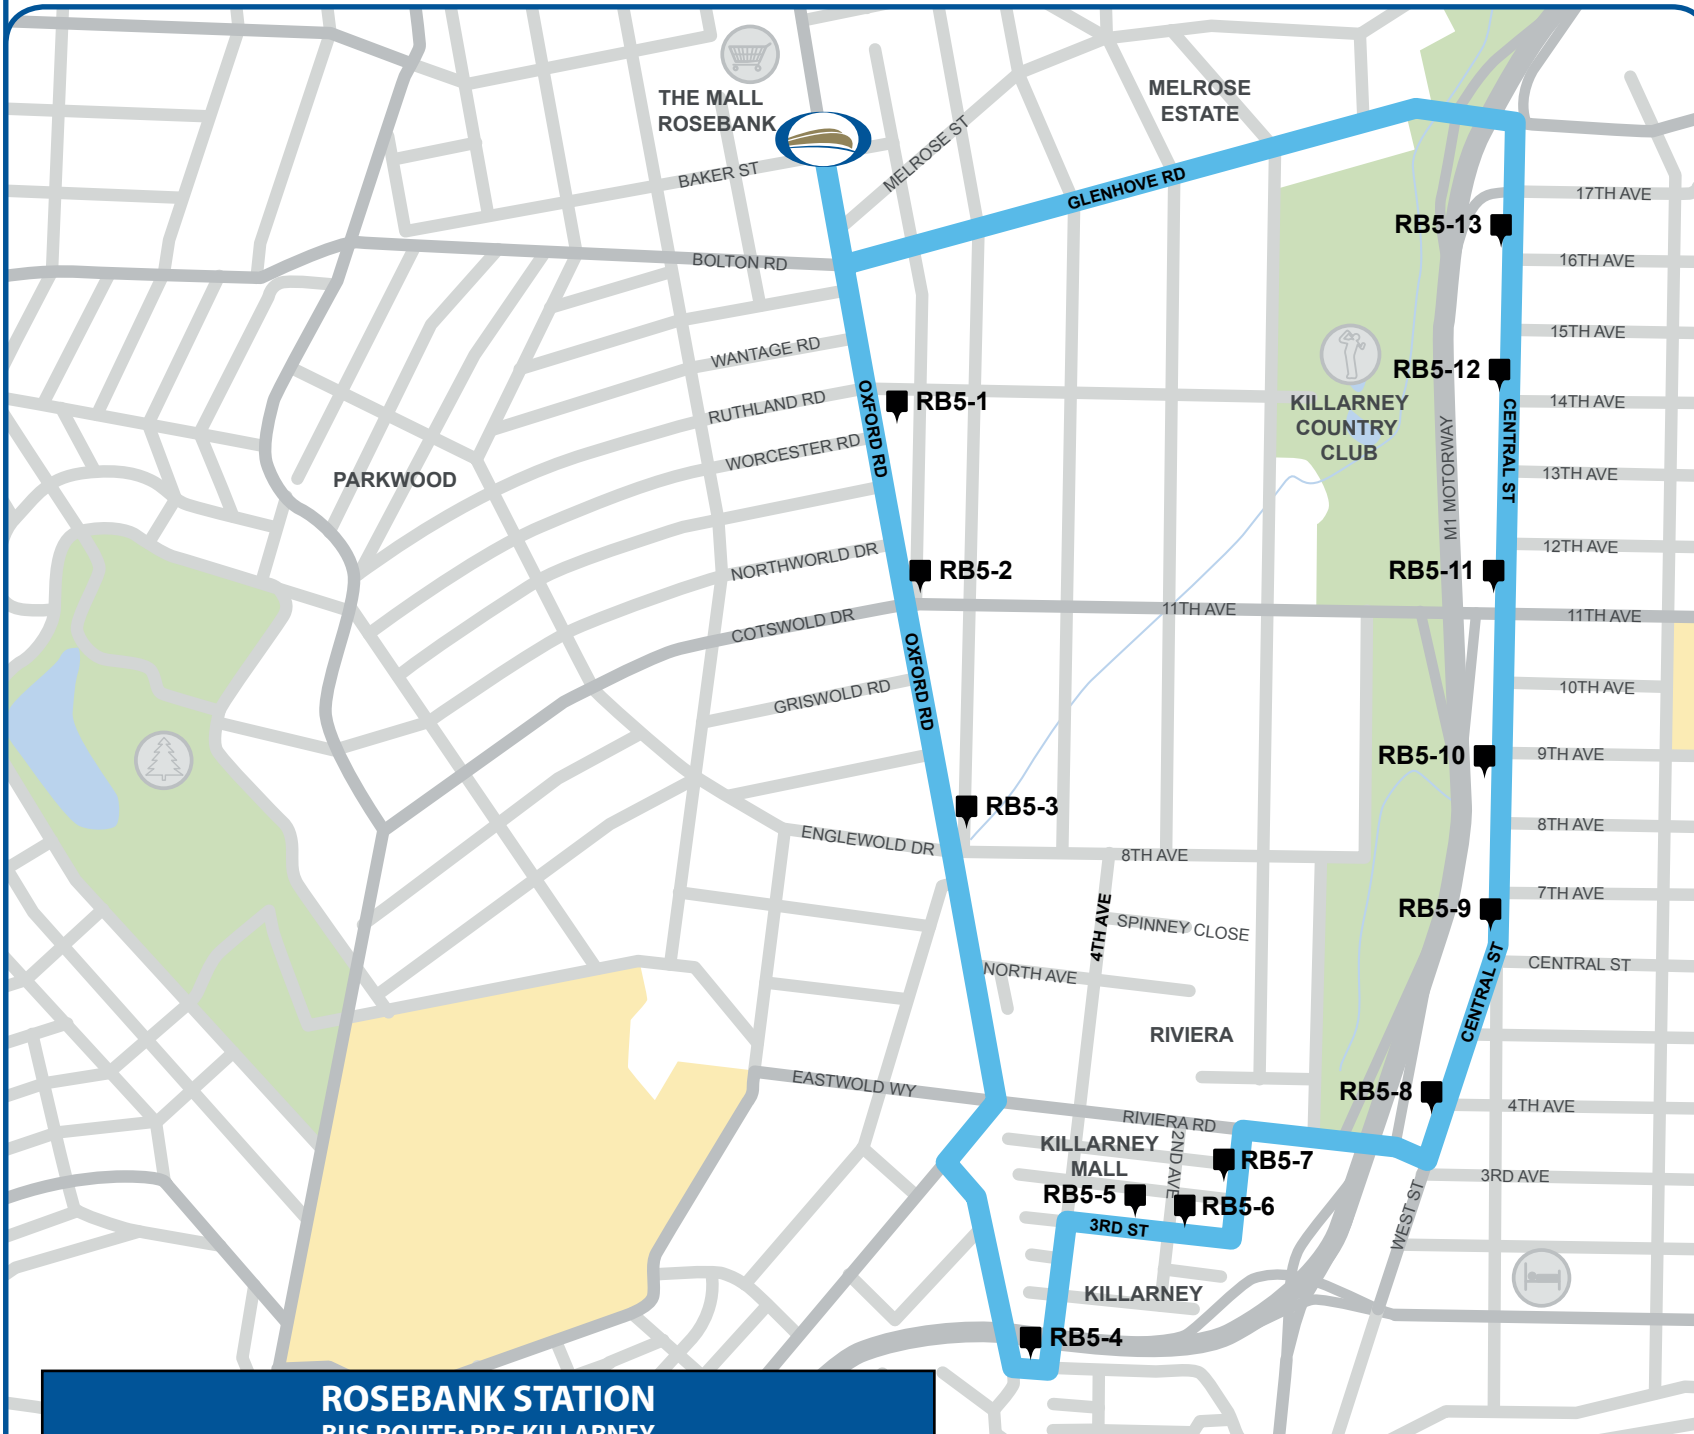 THE MALL
ROSEBANK
MELROSE
ESTATE
MELROSE ST
BAKER ST
GLENHOVE RD
17TH AVE
RB5-13
BOLTON RD
16TH AVE
15TH AVE
WANTAGE RD
RB5-12
RUTHLAND RD
OXFORD RD
RB5-1
KILLARNEY
COUNTRY
CLUB
CENTRAL ST
14TH AVE
WORCESTER RD
M1 MOTORWAY
13TH AVE
PARKWOOD
12TH AVE
NORTHWORLD DR
RB5-2
RB5-11
11TH AVE
11TH AVE
COTSWOLD DR
OXFORD RD
GRISWOLD RD
10TH AVE
RB5-10
9TH AVE
RB5-3
8TH AVE
ENGLEWOLD DR
8TH AVE
7TH AVE
4TH AVE
RB5-9
SPINNEY CLOSE
CENTRAL ST
CENTRAL ST
NORTH AVE
RIVIERA
EASTWOLD WY
RB5-8
4TH AVE
RIVIERA RD
KILLARNEY
MALL
2ND AVE
RB5-7
3RD AVE
RB5-5
RB5-6
WEST ST
3RD ST
KILLARNEY
RB5-4
ROSEBANK STATION
BUS ROUTE: RB5 KILLARNEY